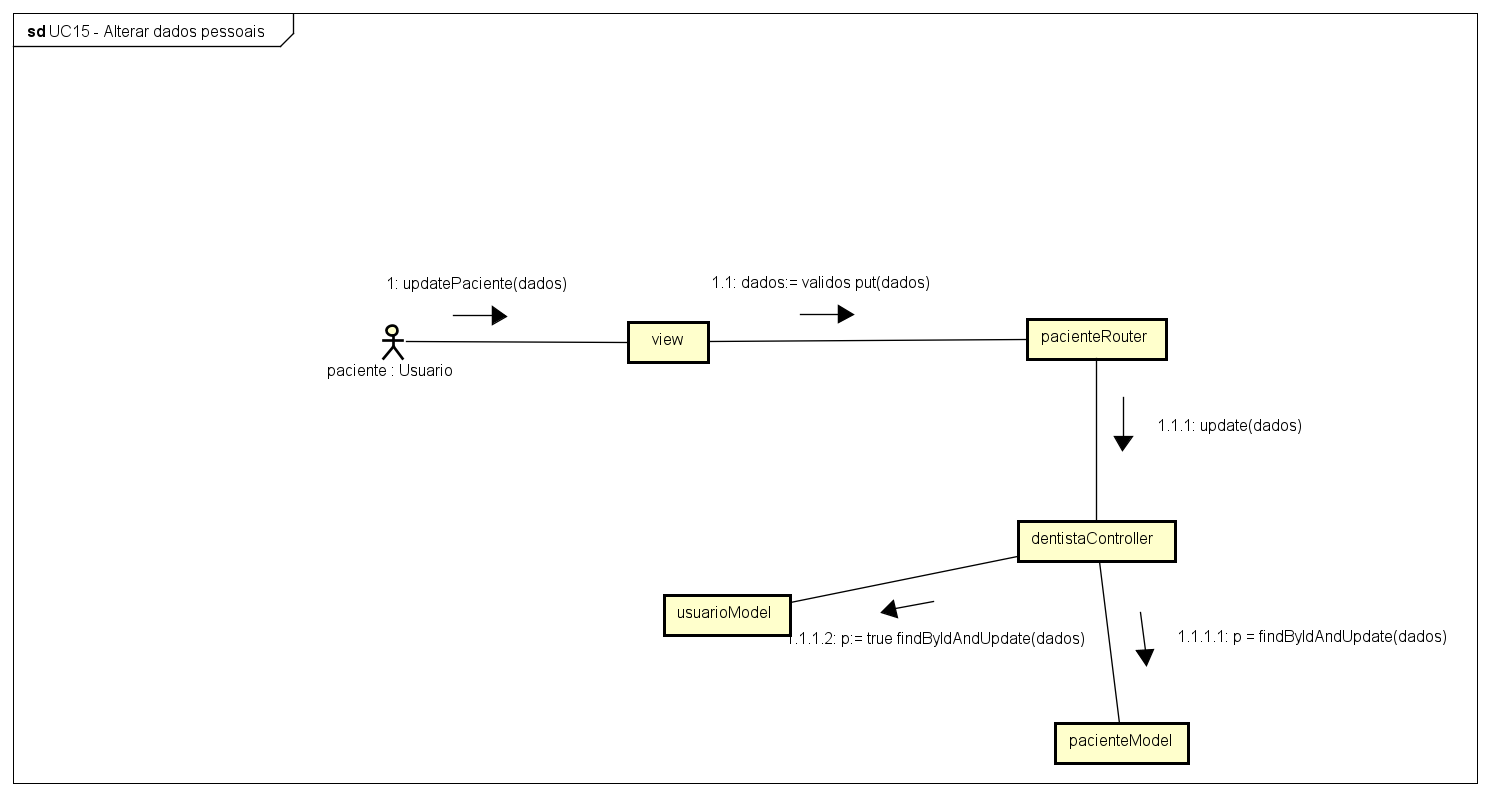 sd UC15 - Alterar dados pessoais
1: updatePaciente(dados)
1.1: dados:= validos put(dados)
paciente : Usuario
view
pacienteRouter
1.1.1: update(dados)
dentistaController
usuarioModel
1.1.1.2: p:= true findByIdAndUpdate(dados)
1.1.1.1: p = findByIdAndUpdate(dados)
pacienteModel